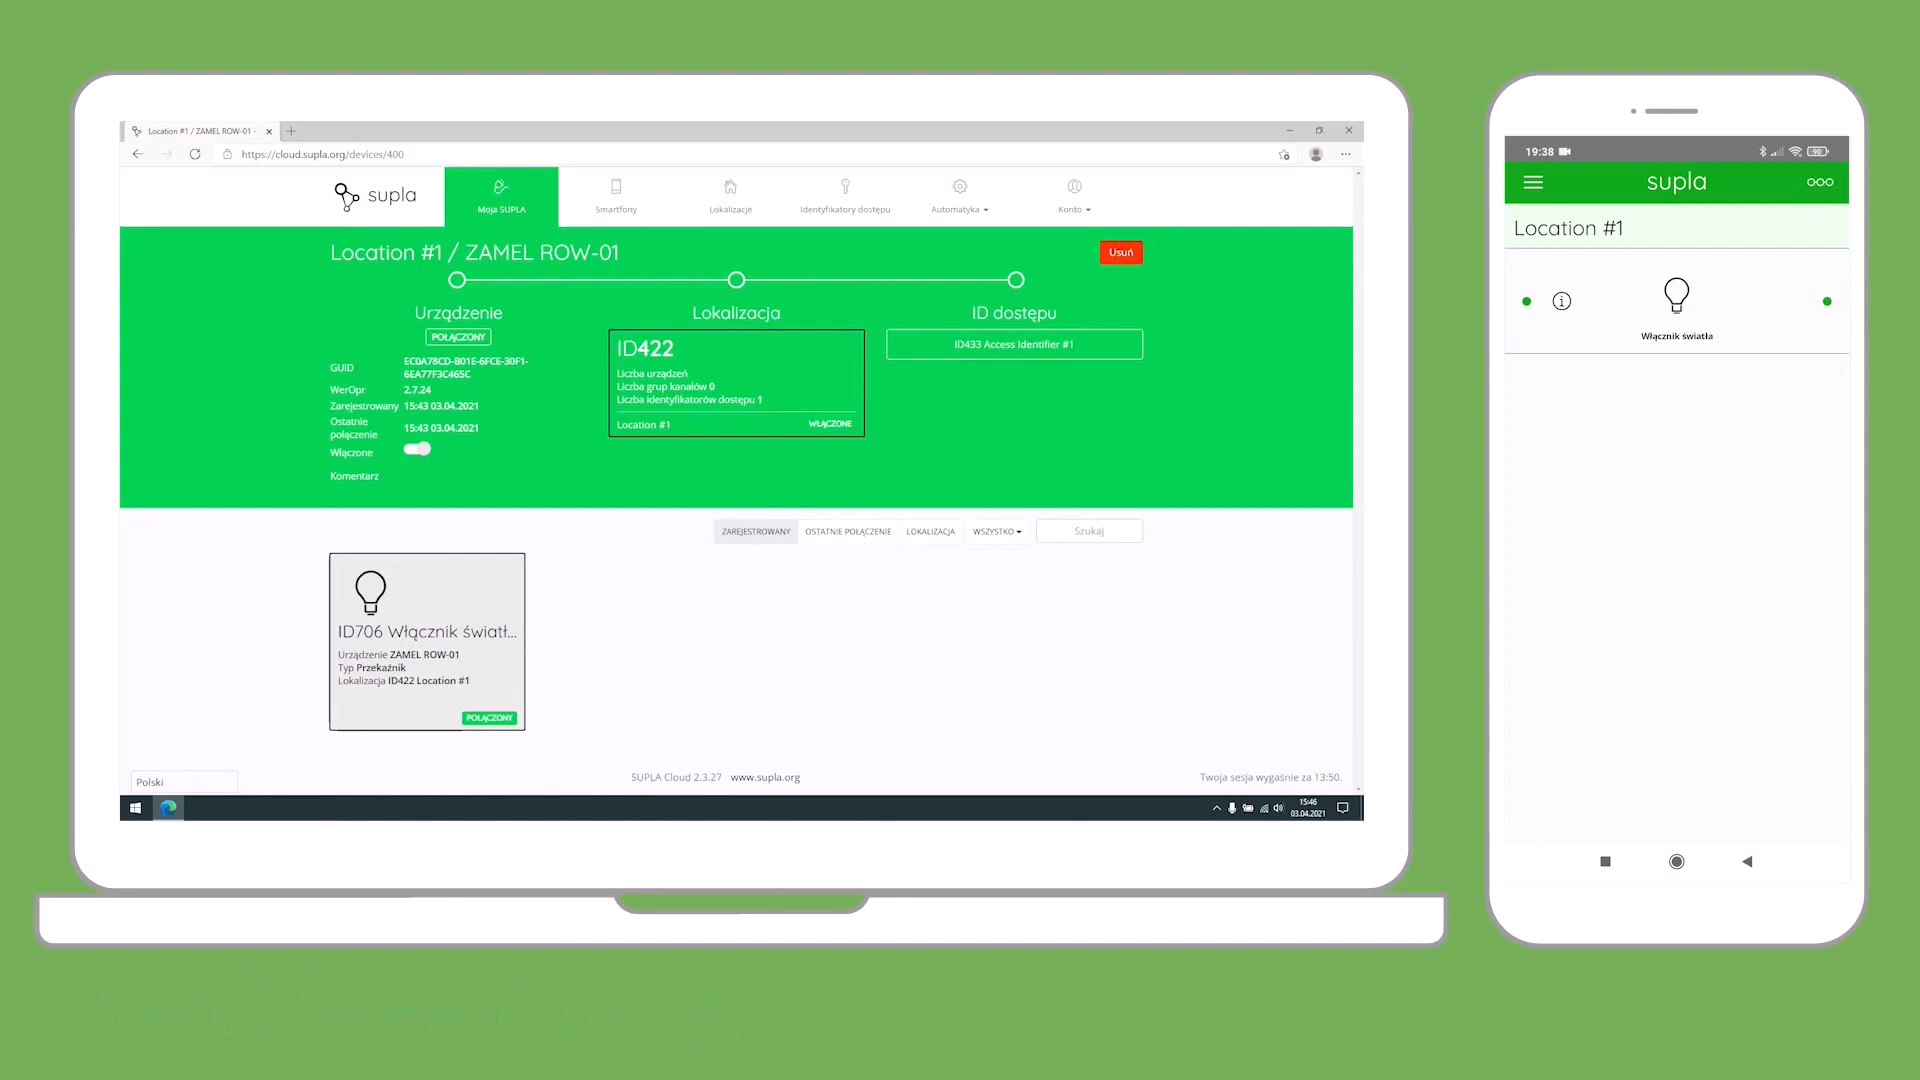 Location #1 / ZAMEL ROW-01 -
https://cloud.supla.org/devices/400
supla
Moja SUPLA
Smartfony
Lokalizacje
Identyfikatory dostępu
Automatyka
Konto
Location #1 / ZAMEL ROW-01
Usuń
Urządzenie
POŁĄCZONY
GUID EC0A78CD-B01E-6FCE-30F1-
6EA77F3C465C
WerOpr 2.7.24
Zarejestrowany 15:43 03.04.2021
Ostatnie
połączenie 15:43 03.04.2021
Włączone
Komentarz
Lokalizacja
ID422
Liczba urządzeń
Liczba grup kanałów 0
Liczba identyfikatorów dostępu 1
Location #1 WŁĄCZONE
ID dostępu
ID433 Access Identifier #1
ZAREJESTROWANY OSTATNIE POŁĄCZENIE LOKALIZACJA WSZYSTKO Szukaj
ID706 Włącznik światł...
Urządzenie ZAMEL ROW-01
Typ Przekaźnik
Lokalizacja ID422 Location #1
POŁĄCZONY
Polski
SUPLA Cloud 2.3.27 www.supla.org
Twoja sesja wygaśnie za 13:50.
15:46
03.04.2021
19:38
90
supla
Location #1
Włącznik światła